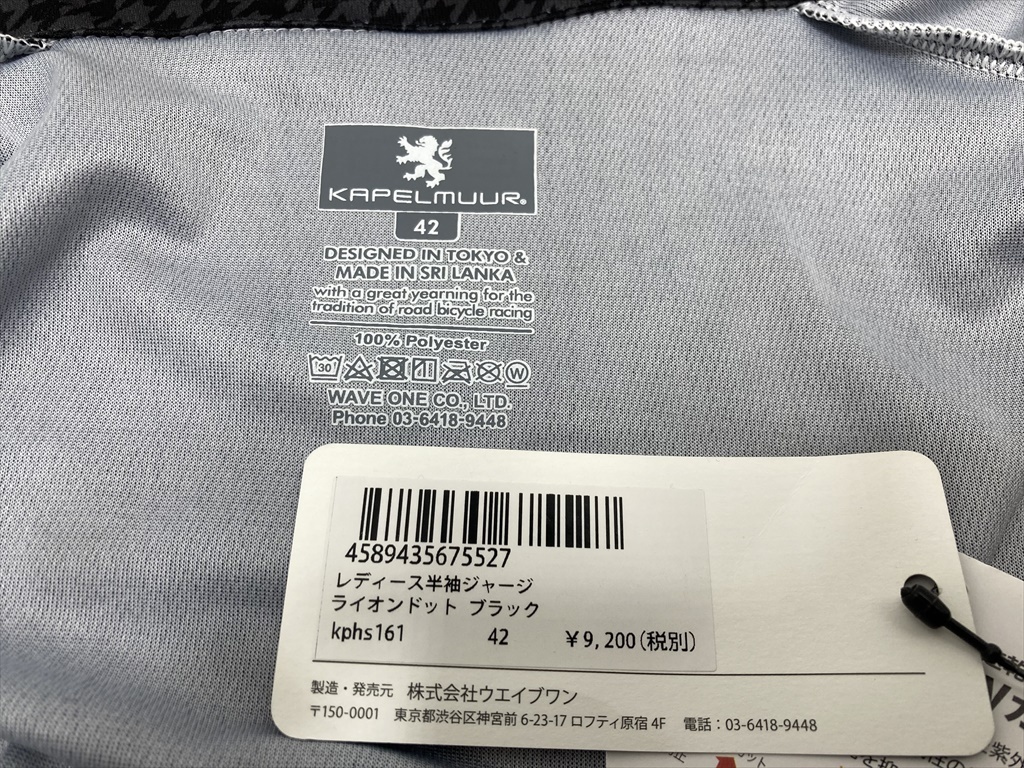 KAPELMUUR®
42
DESIGNED IN TOKYO &
MADE IN SRI LANKA
with a great yearning for the
tradition of road bicycle racing
100% Polyester
30
W
WAVE ONE CO., LTD.
Phone 03-6418-9448
4589435675527
レディース半袖ジャージ
ライオンドット ブラック
kphs161 42 ¥9,200(税別)
製造・発売元 株式会社ウエイブワン
〒150-0001 東京都渋谷区神宮前 6-23-17 ロフティ原宿 4F 電話：03-6418-9448
紫外